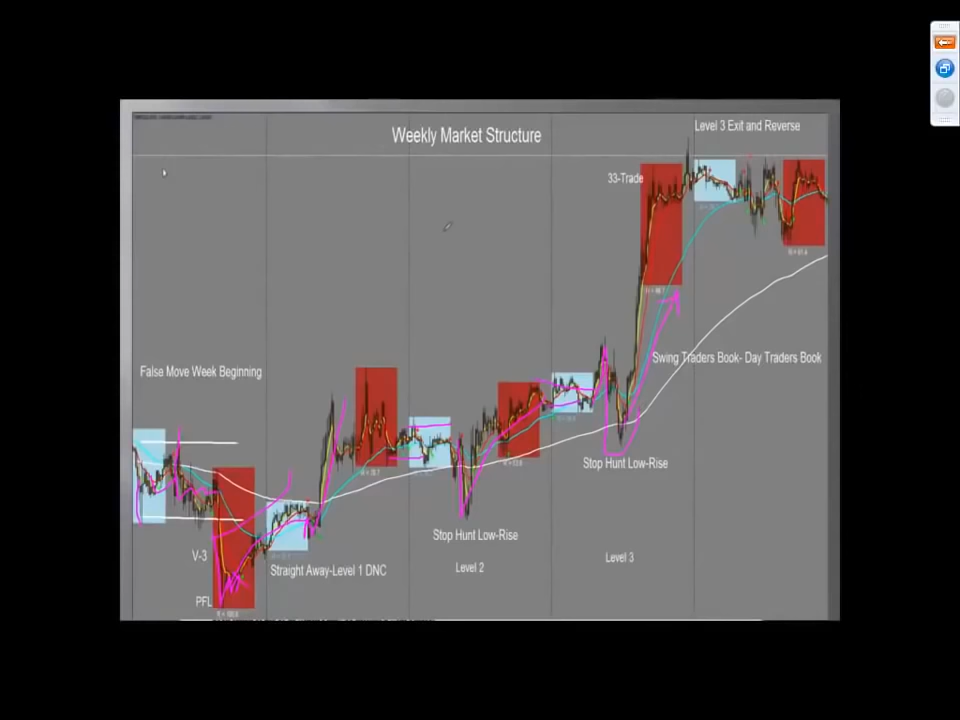 Weekly Market Structure
Level 3 Exit and Reverse
33-Trade
Swing Traders Book- Day Traders Book
False Move Week Beginning
Stop Hunt Low-Rise
Stop Hunt Low-Rise
V-3
Level 3
Straight Away-Level 1 DNC
Level 2
PFL